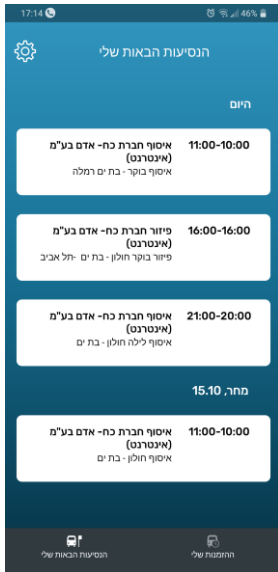 17:14 46%
הנסיעות הבאות שלי
היום
11:00-10:00 איסוף חברת כח- אדם בע"מ
(אינטרנט)
איסוף בוקר - בת ים רמלה
16:00-16:00 פיזור חברת כח- אדם בע"מ
(אינטרנט)
פיזור בוקר חולון - בת ים -תל אביב
21:00-20:00 איסוף חברת כח- אדם בע"מ
(אינטרנט)
איסוף לילה חולון - בת ים
מחר, 15.10
11:00-10:00 איסוף חברת כח- אדם בע"מ
(אינטרנט)
איסוף חולון - בת ים
ההזמנות שלי הנסיעות הבאות שלי